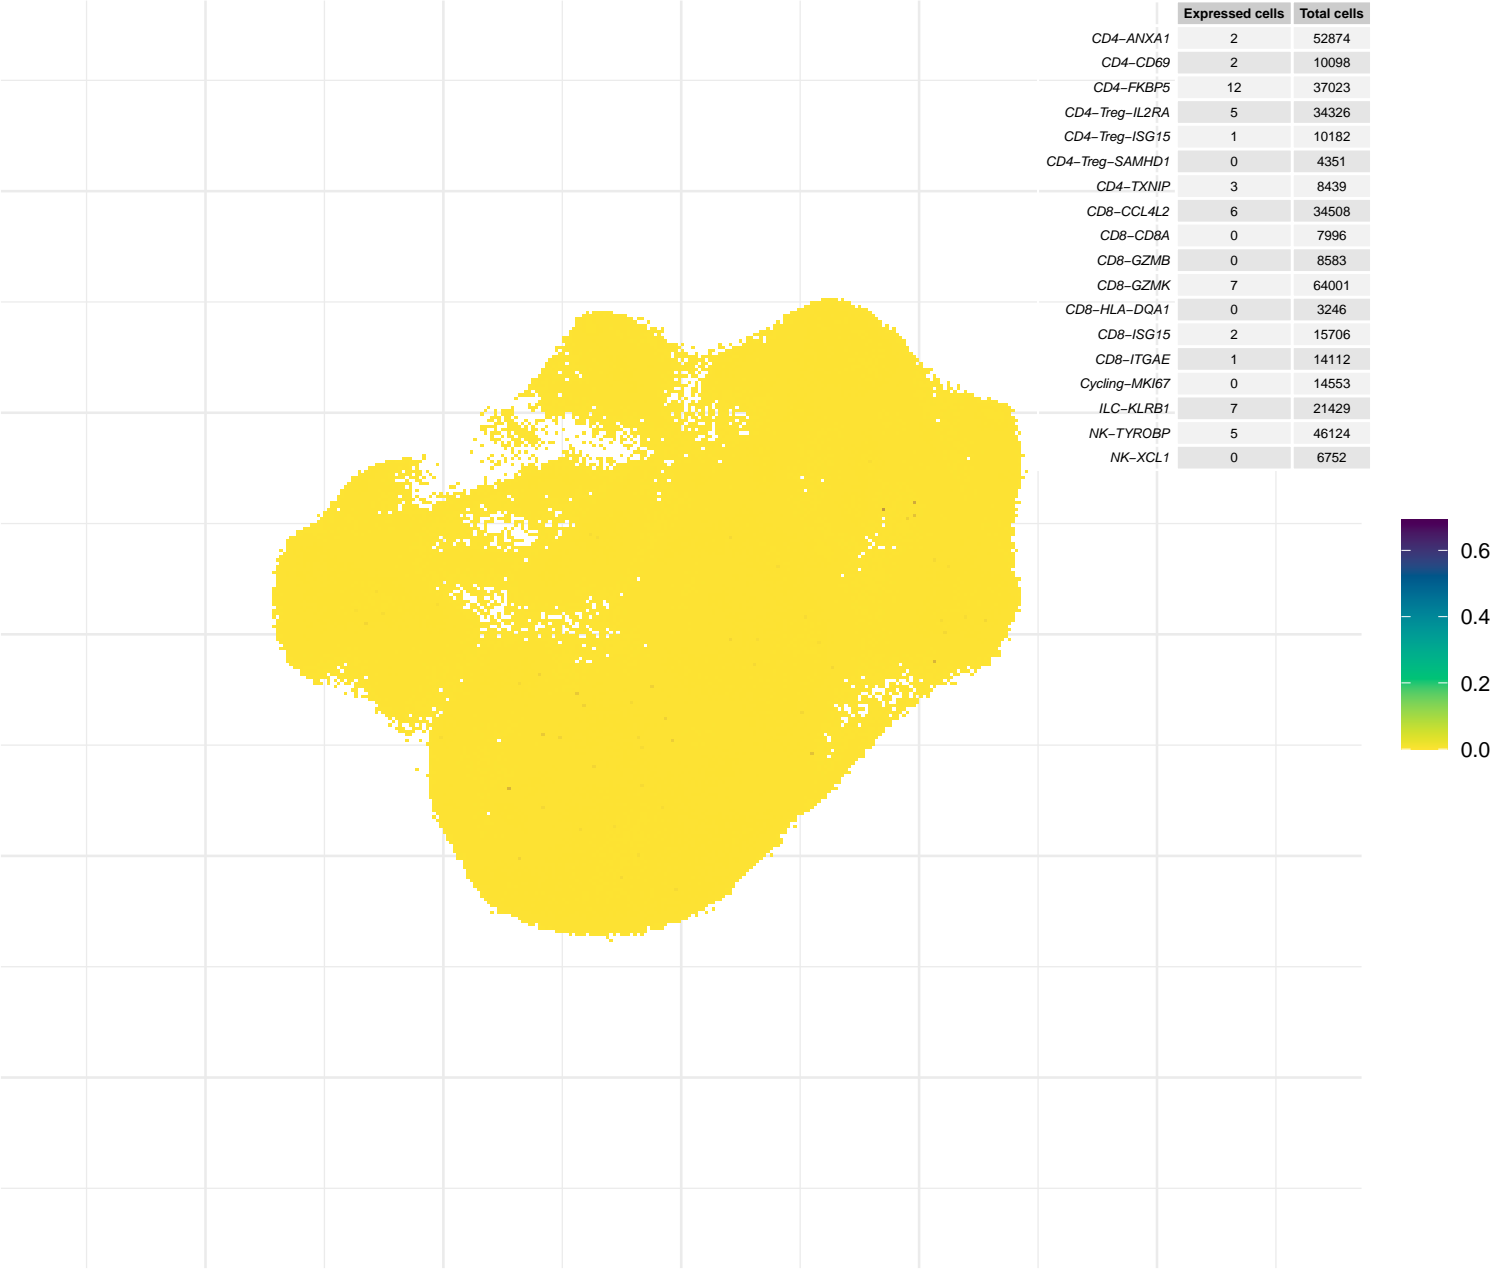 Expressed cells Total cells
CD4−ANXA1 2 52874
CD4−CD69 2 10098
CD4−FKBP5 12 37023
CD4−Treg−IL2RA 5 34326
CD4−Treg−ISG15 1 10182
CD4−Treg−SAMHD1 0 4351
CD4−TXNIP 3 8439
CD8−CCL4L2 6 34508
CD8−CD8A 0 7996
CD8−GZMB 0 8583
CD8−GZMK 7 64001
CD8−HLA−DQA1 0 3246
CD8−ISG15 2 15706
CD8−ITGAE 1 14112
Cycling−MKI67 0 14553
ILC−KLRB1 7 21429
NK−TYROBP 5 46124
NK−XCL1 0 6752
0.6
0.4
0.2
0.0